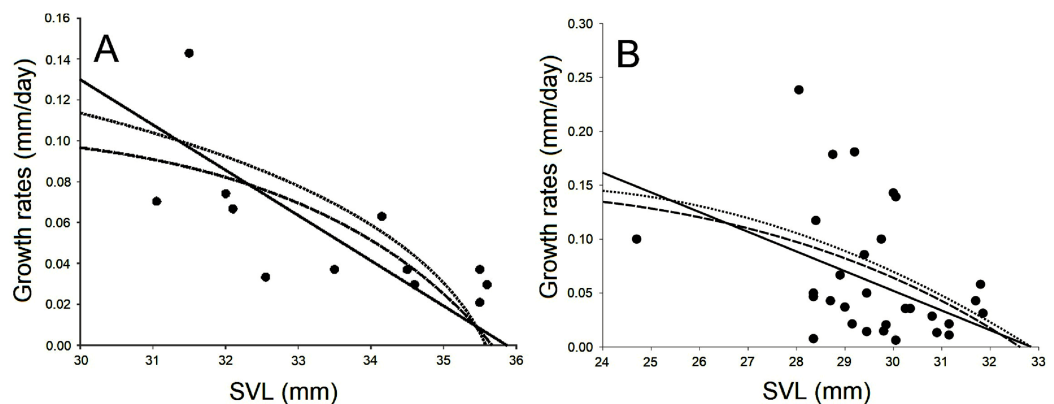 A
Growth rates (mm/day)
0.16
0.14
0.12
0.10
0.08
0.06
0.04
0.02
0.00
30 31 32 33 34 35 36
SVL (mm)
B
Growth rates (mm/day)
0.30
0.25
0.20
0.15
0.10
0.05
0.00
24 25 26 27 28 29 30 31 32 33
SVL (mm)